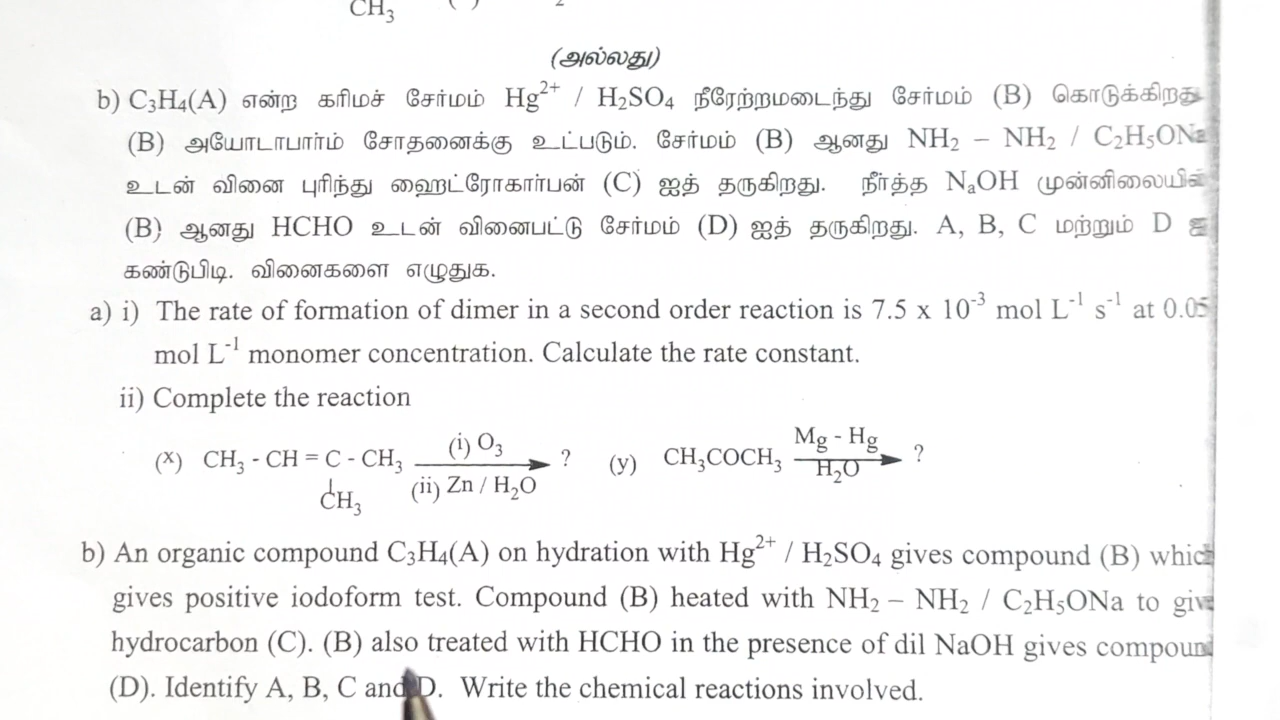 CH₃
(அல்லது)
b) C₃H₄(A) என்ற கரிமச் சேர்மம் Hg²⁺ / H₂SO₄ நீரேற்றமடைந்து சேர்மம் (B) கொடுக்கிறது
(B) அயோடாபார்ம் சோதனைக்கு உட்படும். சேர்மம் (B) ஆனது NH₂ – NH₂ / C₂H₅ONa
உடன் வினை புரிந்து ஹைட்ரோகார்பன் (C) ஐத் தருகிறது. நீர்த்த NₐOH முன்னிலையில்
(B) ஆனது HCHO உடன் வினைபட்டு சேர்மம் (D) ஐத் தருகிறது. A, B, C மற்றும் D
கண்டுபிடி. வினைகளை எழுதுக.
a) i) The rate of formation of dimer in a second order reaction is 7.5 x 10⁻³ mol L⁻¹ s⁻¹ at 0.05
mol L⁻¹ monomer concentration. Calculate the rate constant.
ii) Complete the reaction
(x) CH₃ - CH = C - CH₃ (i) O₃ (ii) Zn / H₂O ? (y) CH₃COCH₃ Mg - Hg H₂O ?
CH₃
b) An organic compound C₃H₄(A) on hydration with Hg²⁺ / H₂SO₄ gives compound (B) which
gives positive iodoform test. Compound (B) heated with NH₂ – NH₂ / C₂H₅ONa to give
hydrocarbon (C). (B) also treated with HCHO in the presence of dil NaOH gives compound
(D). Identify A, B, C and D. Write the chemical reactions involved.